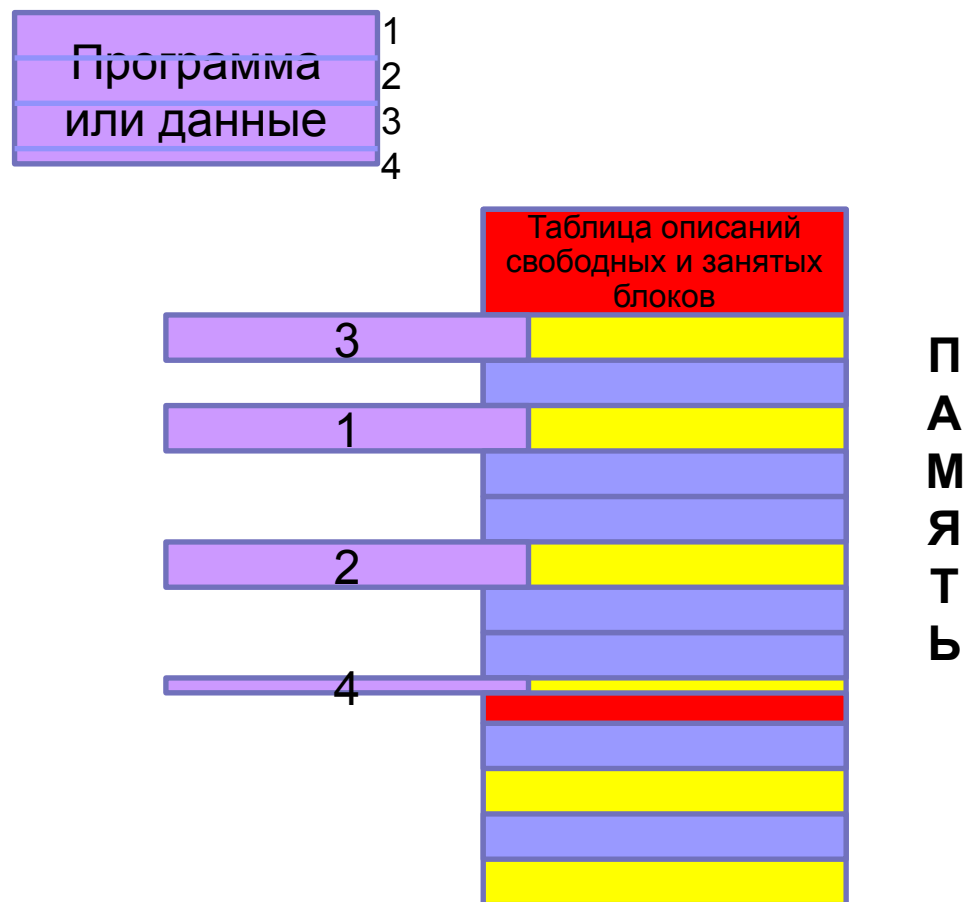 Программа
или данные
1
2
3
4
Таблица описаний
свободных и занятых
блоков
3
1
2
4
П
А
М
Я
Т
Ь